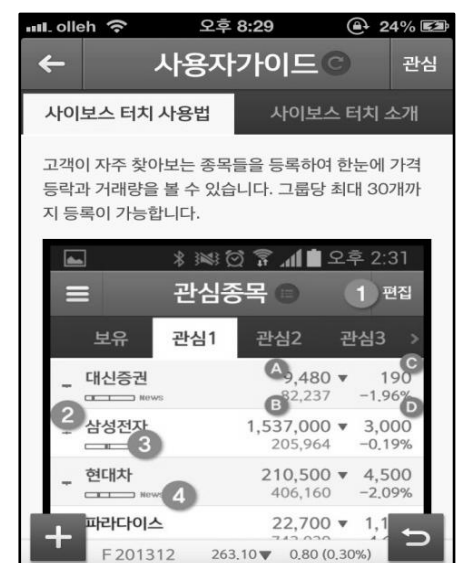 olleh 오후 8:29 24%
사용자가이드 C 관심
사이보스 터치 사용법 사이보스 터치 소개
고객이 자주 찾아보는 종목들을 등록하여 한눈에 가격
등락과 거래량을 볼 수 있습니다. 그룹당 최대 30개까
지 등록이 가능합니다.
오후 2:31
관심종목 1 편집
보유 관심1 관심2 관심3 >
대신증권 A 9,480 ▼ 190 C
News B 82,237 -1.96% D
2 삼성전자 1,537,000 ▼ 3,000
3 205,964 -0.19%
현대차 210,500 ▼ 4,500
News 4 406,160 -2.09%
파라다이스 22,700 ▼ 1,1
+ F 201312 263.10 ▼ 0.80 (0.30%)